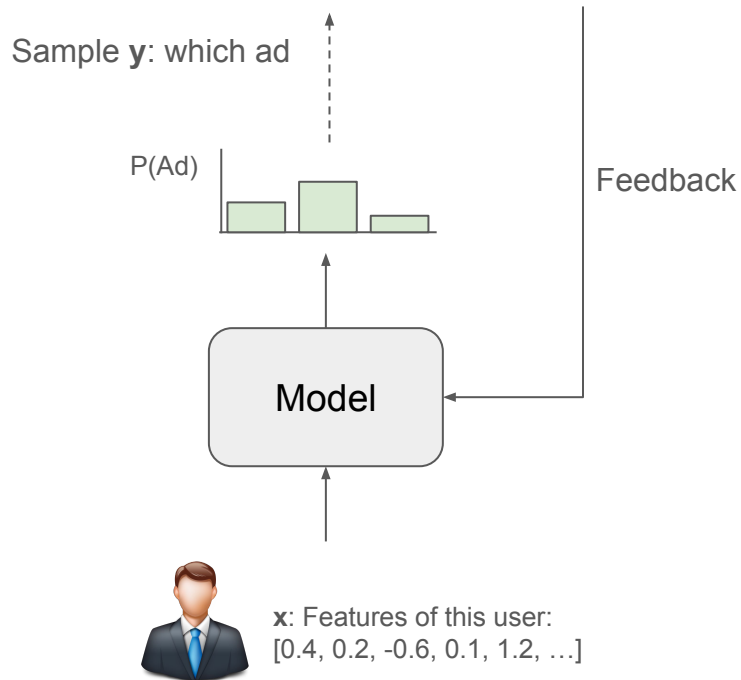 Sample y: which ad
P(Ad)
Feedback
Model
x: Features of this user:
[0.4, 0.2, -0.6, 0.1, 1.2, …]